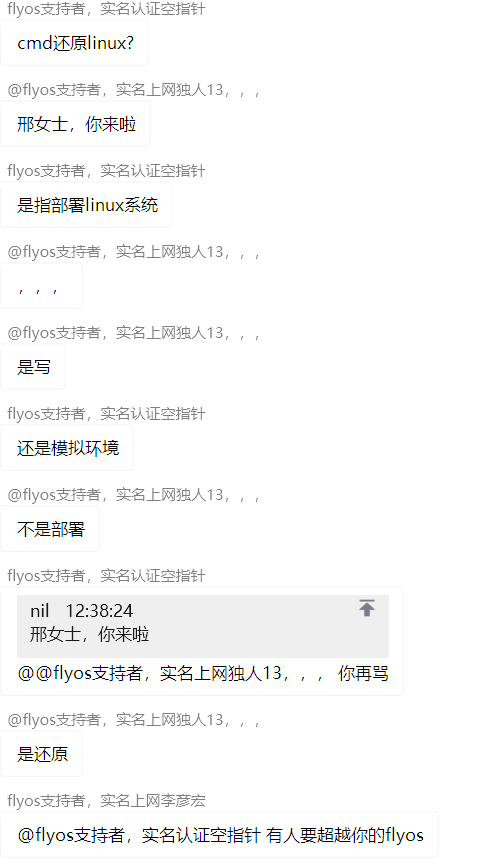 flyos支持者，实名认证空指针
cmd还原linux?
@flyos支持者，实名上网独人13，，，
邢女士，你来啦
flyos支持者，实名认证空指针
是指部署linux系统
@flyos支持者，实名上网独人13，，，
，，，
@flyos支持者，实名上网独人13，，，
是写
flyos支持者，实名认证空指针
还是模拟环境
@flyos支持者，实名上网独人13，，，
不是部署
flyos支持者，实名认证空指针
nil 12:38:24
邢女士，你来啦
@@flyos支持者，实名上网独人13，，， 你再骂
@flyos支持者，实名上网独人13，，，
是还原
flyos支持者，实名上网李彦宏
@flyos支持者，实名认证空指针 有人要超越你的flyos